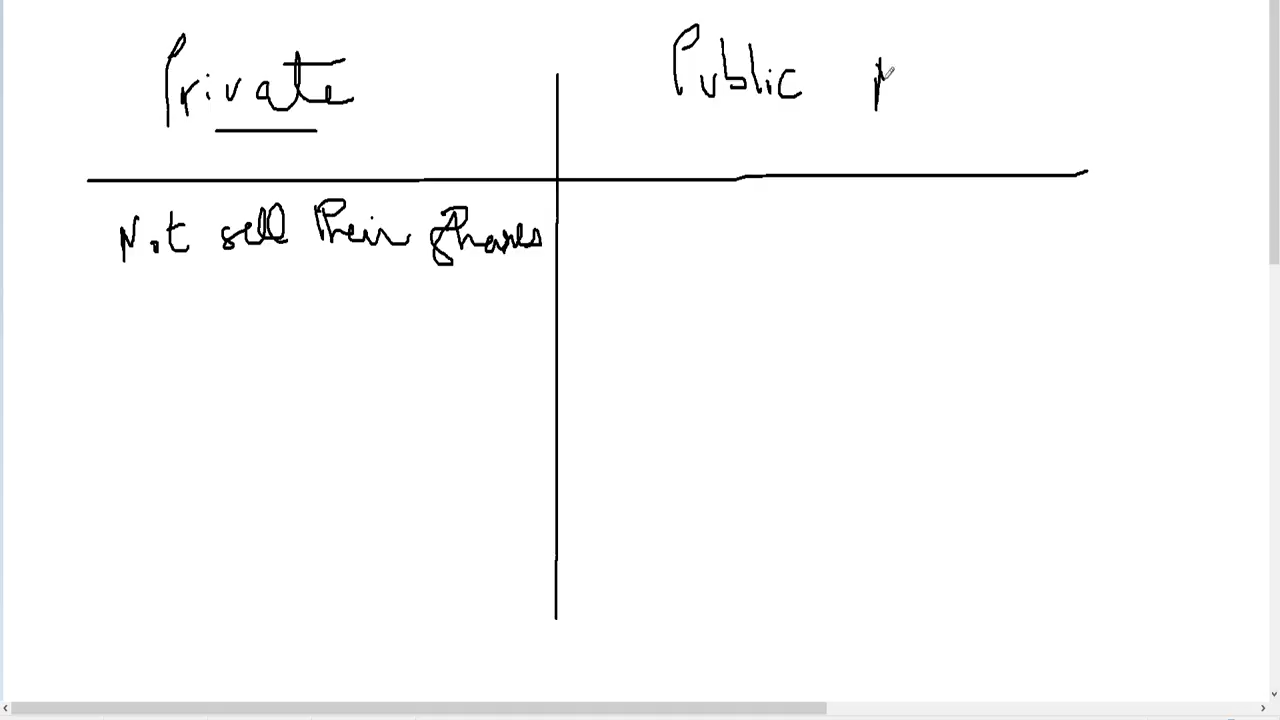 Private
Public
Not sell their shares